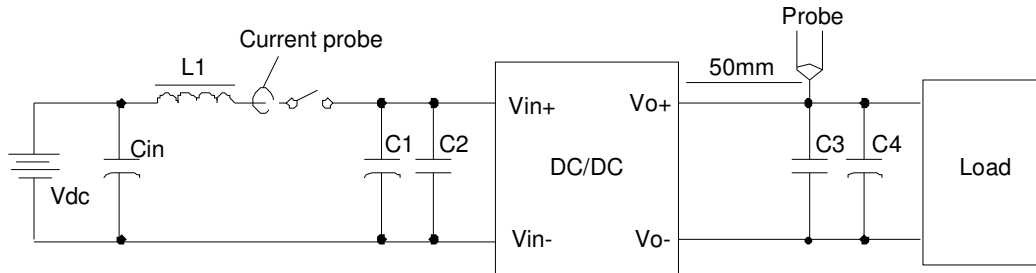 Probe
Current probe
L1
50mm
Vin+
Vo+
Cin
C1
C2
C3
C4
DC/DC
Load
Vdc
Vin-
Vo-